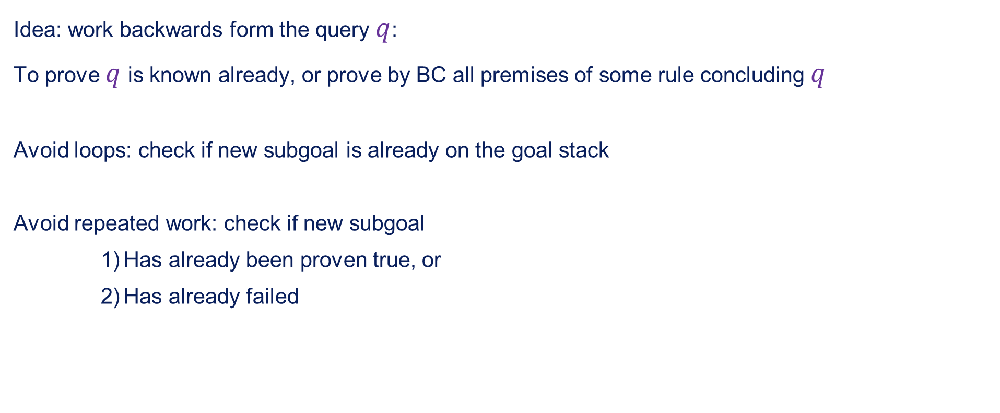 Idea: work backwards form the query q:
To prove q is known already, or prove by BC all premises of some rule concluding q
Avoid loops: check if new subgoal is already on the goal stack
Avoid repeated work: check if new subgoal
1) Has already been proven true, or
2) Has already failed